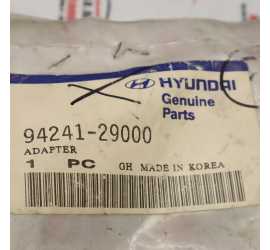 HYUNDAI
Genuine
Parts
94241-29000
ADAPTER
1 PC GH MADE IN KOREA